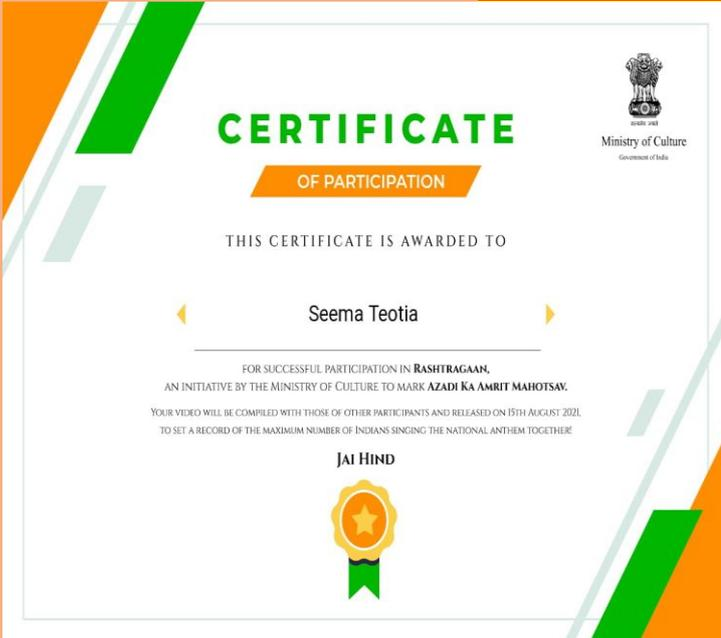 CERTIFICATE
OF PARTICIPATION
सत्यमेव जयते
Ministry of Culture
Government of India
THIS CERTIFICATE IS AWARDED TO
Seema Teotia
FOR SUCCESSFUL PARTICIPATION IN RASHTRAGAAN,
AN INITIATIVE BY THE MINISTRY OF CULTURE TO MARK AZADI KA AMRIT MAHOTSAV.
YOUR VIDEO WILL BE COMPILED WITH THOSE OF OTHER PARTICIPANTS AND RELEASED ON 15TH AUGUST 2021,
TO SET A RECORD OF THE MAXIMUM NUMBER OF INDIANS SINGING THE NATIONAL ANTHEM TOGETHER!
JAI HIND